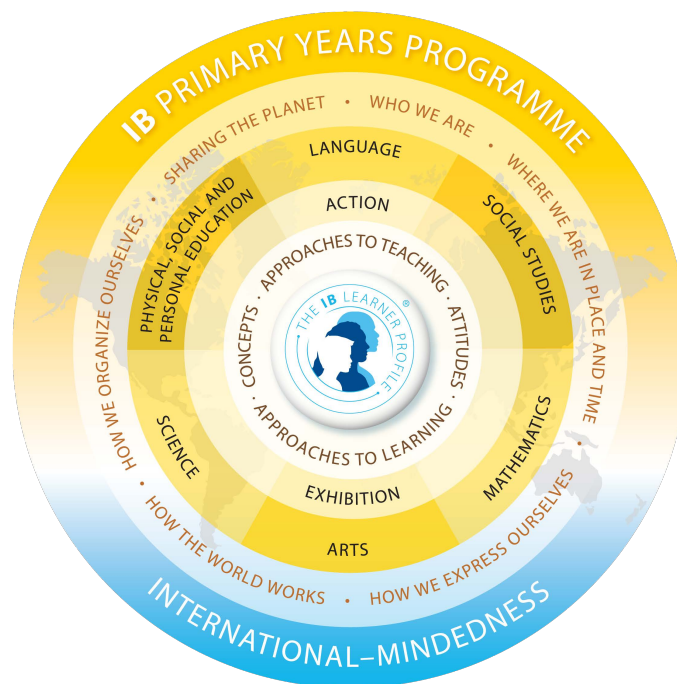 IB PRIMARY YEARS PROGRAMME
SHARING THE PLANET
•
WHO WE ARE
•
WHERE WE ARE IN PLACE AND TIME
•
HOW WE EXPRESS OURSELVES
•
HOW THE WORLD WORKS
•
HOW WE ORGANIZE OURSELVES
•
LANGUAGE
SOCIAL STUDIES
MATHEMATICS
ARTS
SCIENCE
PHYSICAL, SOCIAL AND
PERSONAL EDUCATION
ACTION
EXHIBITION
APPROACHES TO TEACHING · ATTITUDES ·
APPROACHES TO LEARNING
· CONCEPTS ·
• THE IB LEARNER PROFILE •
®
INTERNATIONAL–MINDEDNESS